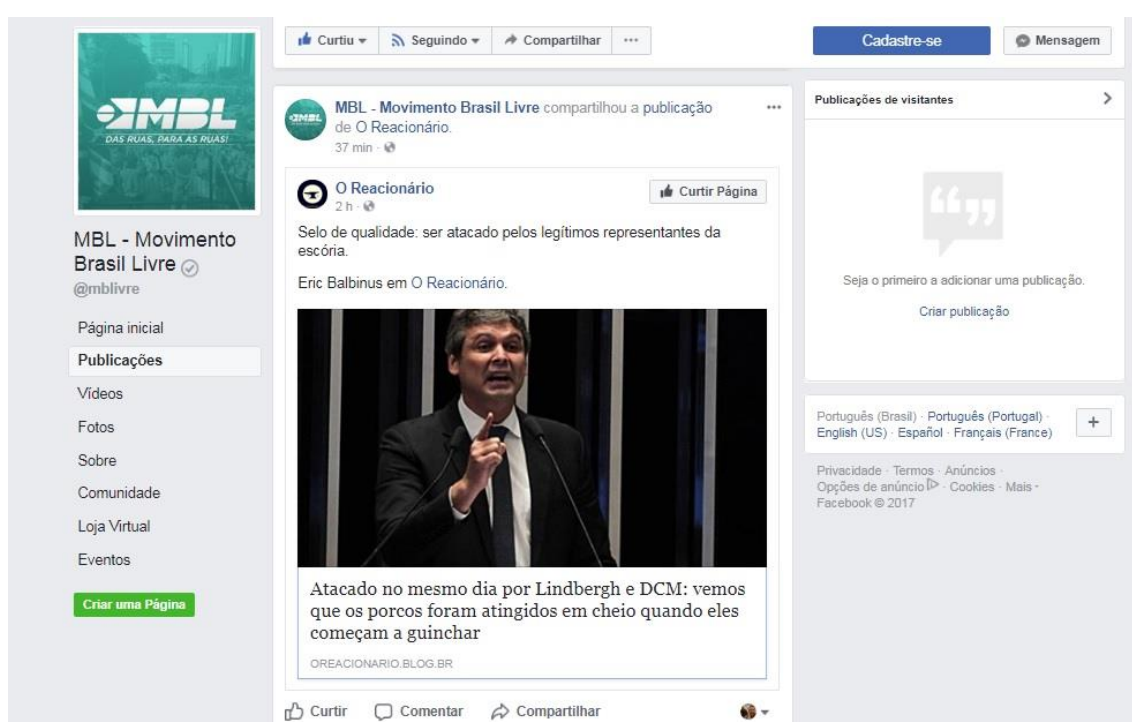 Curtiu
Seguindo
Compartilhar
Cadastre-se
Mensagem
MBL
DAS RUAS, PARA AS RUAS!
MBL - Movimento
Brasil Livre
@mblivre
Página inicial
Publicações
Vídeos
Fotos
Sobre
Comunidade
Loja Virtual
Eventos
Criar uma Página
MBL - Movimento Brasil Livre compartilhou a publicação
de O Reacionário.
37 min ·
O Reacionário
2 h ·
Curtir Página
Selo de qualidade: ser atacado pelos legítimos representantes da
escória.
Eric Balbinus em O Reacionário.
Atacado no mesmo dia por Lindbergh e DCM: vemos
que os porcos foram atingidos em cheio quando eles
começam a guinchar
OREACIONARIO.BLOG.BR
Curtir
Comentar
Compartilhar
Publicações de visitantes
Seja o primeiro a adicionar uma publicação.
Criar publicação
Português (Brasil) · Português (Portugal) ·
English (US) · Español · Français (France)
Privacidade · Termos · Anúncios ·
Opções de anúncio · Cookies · Mais
Facebook © 2017